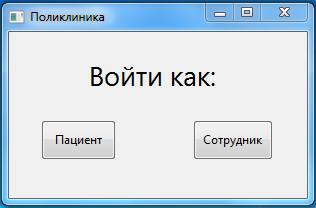 Поликлиника
Войти как:
Пациент
Сотрудник